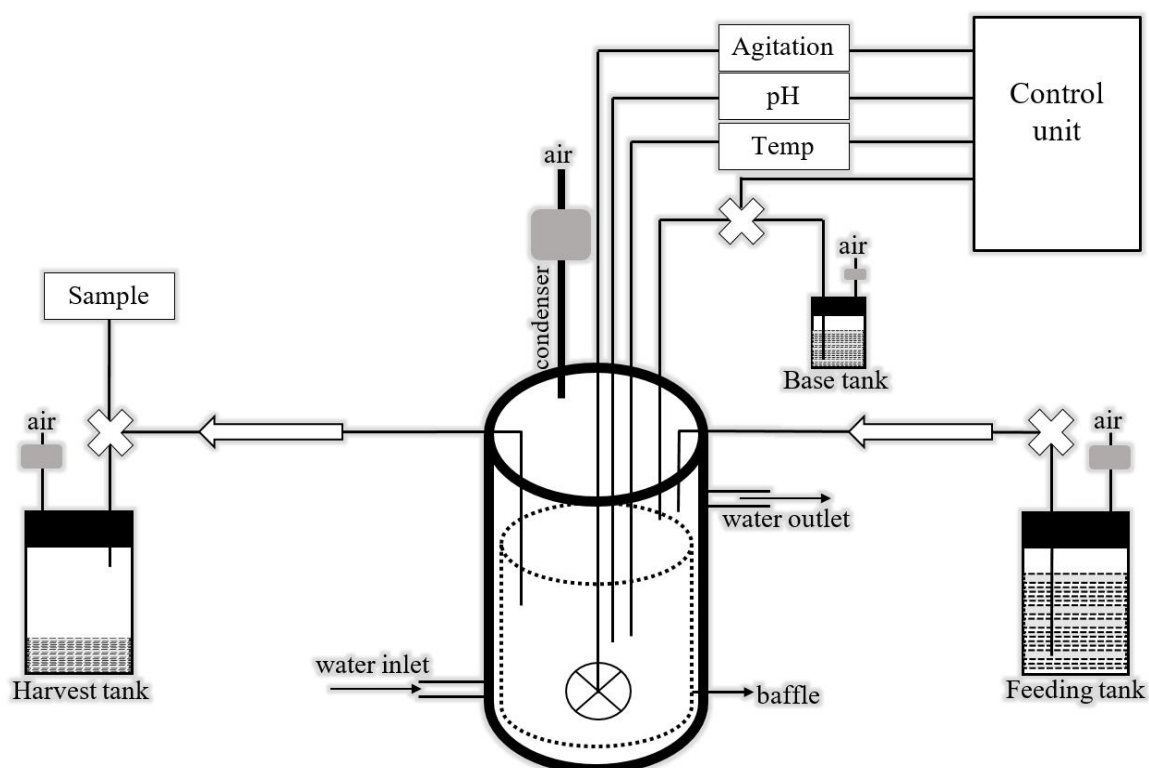 Agitation
pH
Temp
Control
unit
air
condenser
air
Base tank
Sample
air
Harvest tank
air
Feeding tank
water outlet
water inlet
baffle